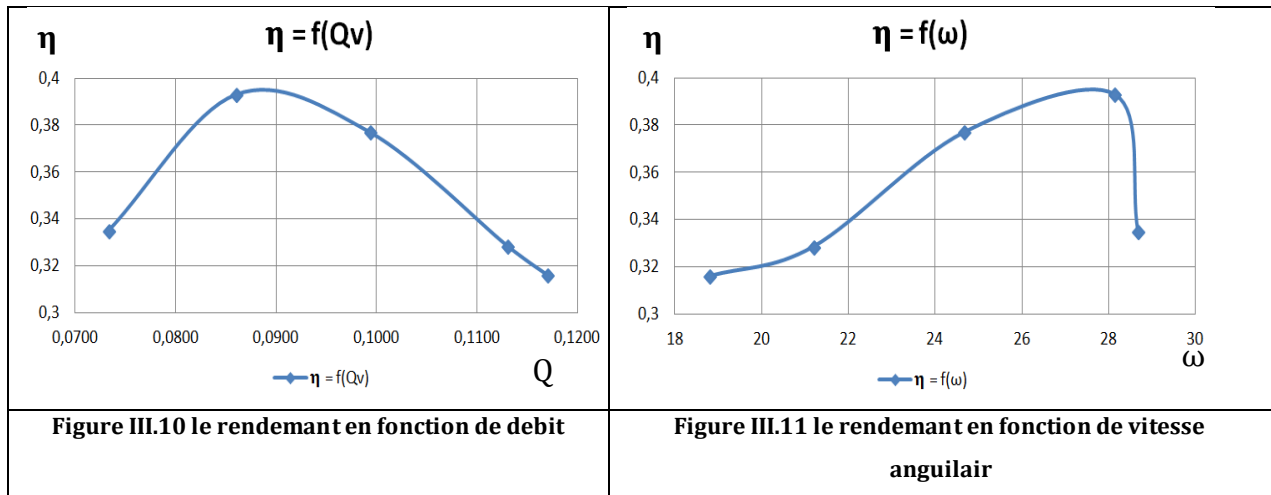 η
η = f(Qv)
0,4
0,38
0,36
0,34
0,32
0,3
0,0700 0,0800 0,0900 0,1000 0,1100 0,1200
Q
η = f(Qv)
Figure III.10 le rendemant en fonction de debit
η
η = f(ω)
0,4
0,38
0,36
0,34
0,32
0,3
18 20 22 24 26 28 30
ω
η = f(ω)
Figure III.11 le rendemant en fonction de vitesse
anguilair